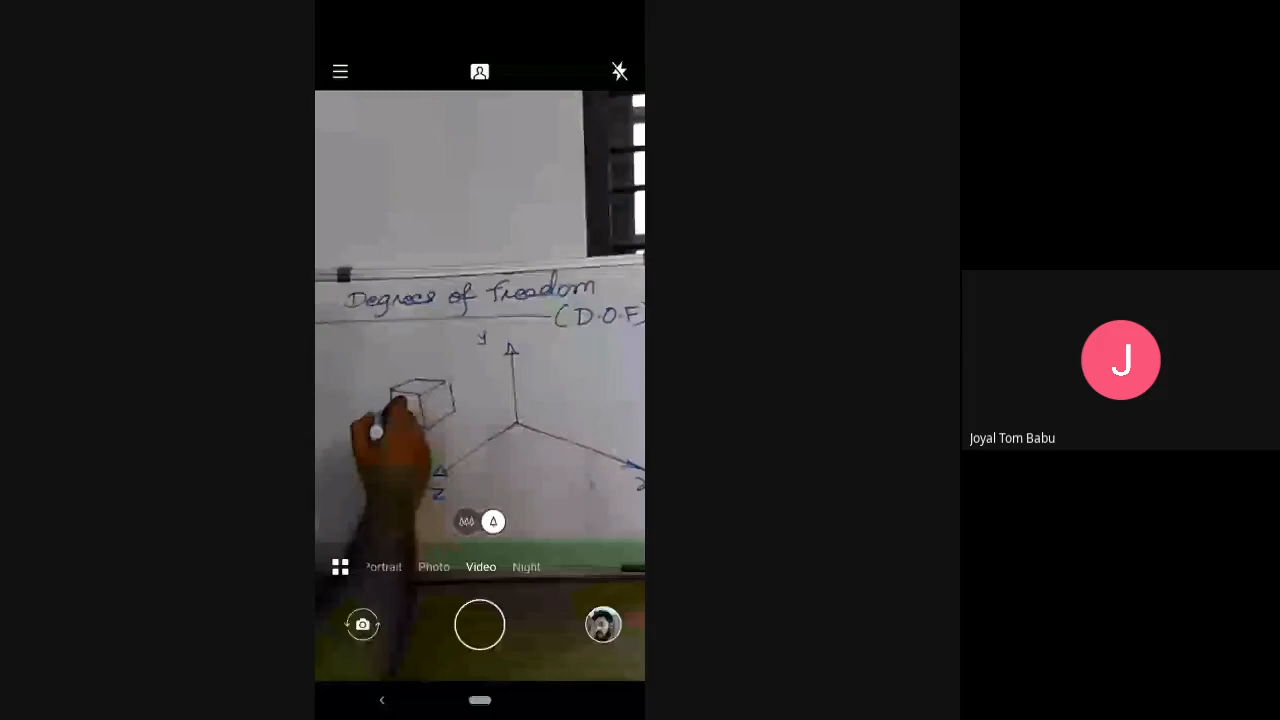 Degrees of freedom
(D.O.F)
y
Z
Portrait Photo Video Night
J
Joyal Tom Babu